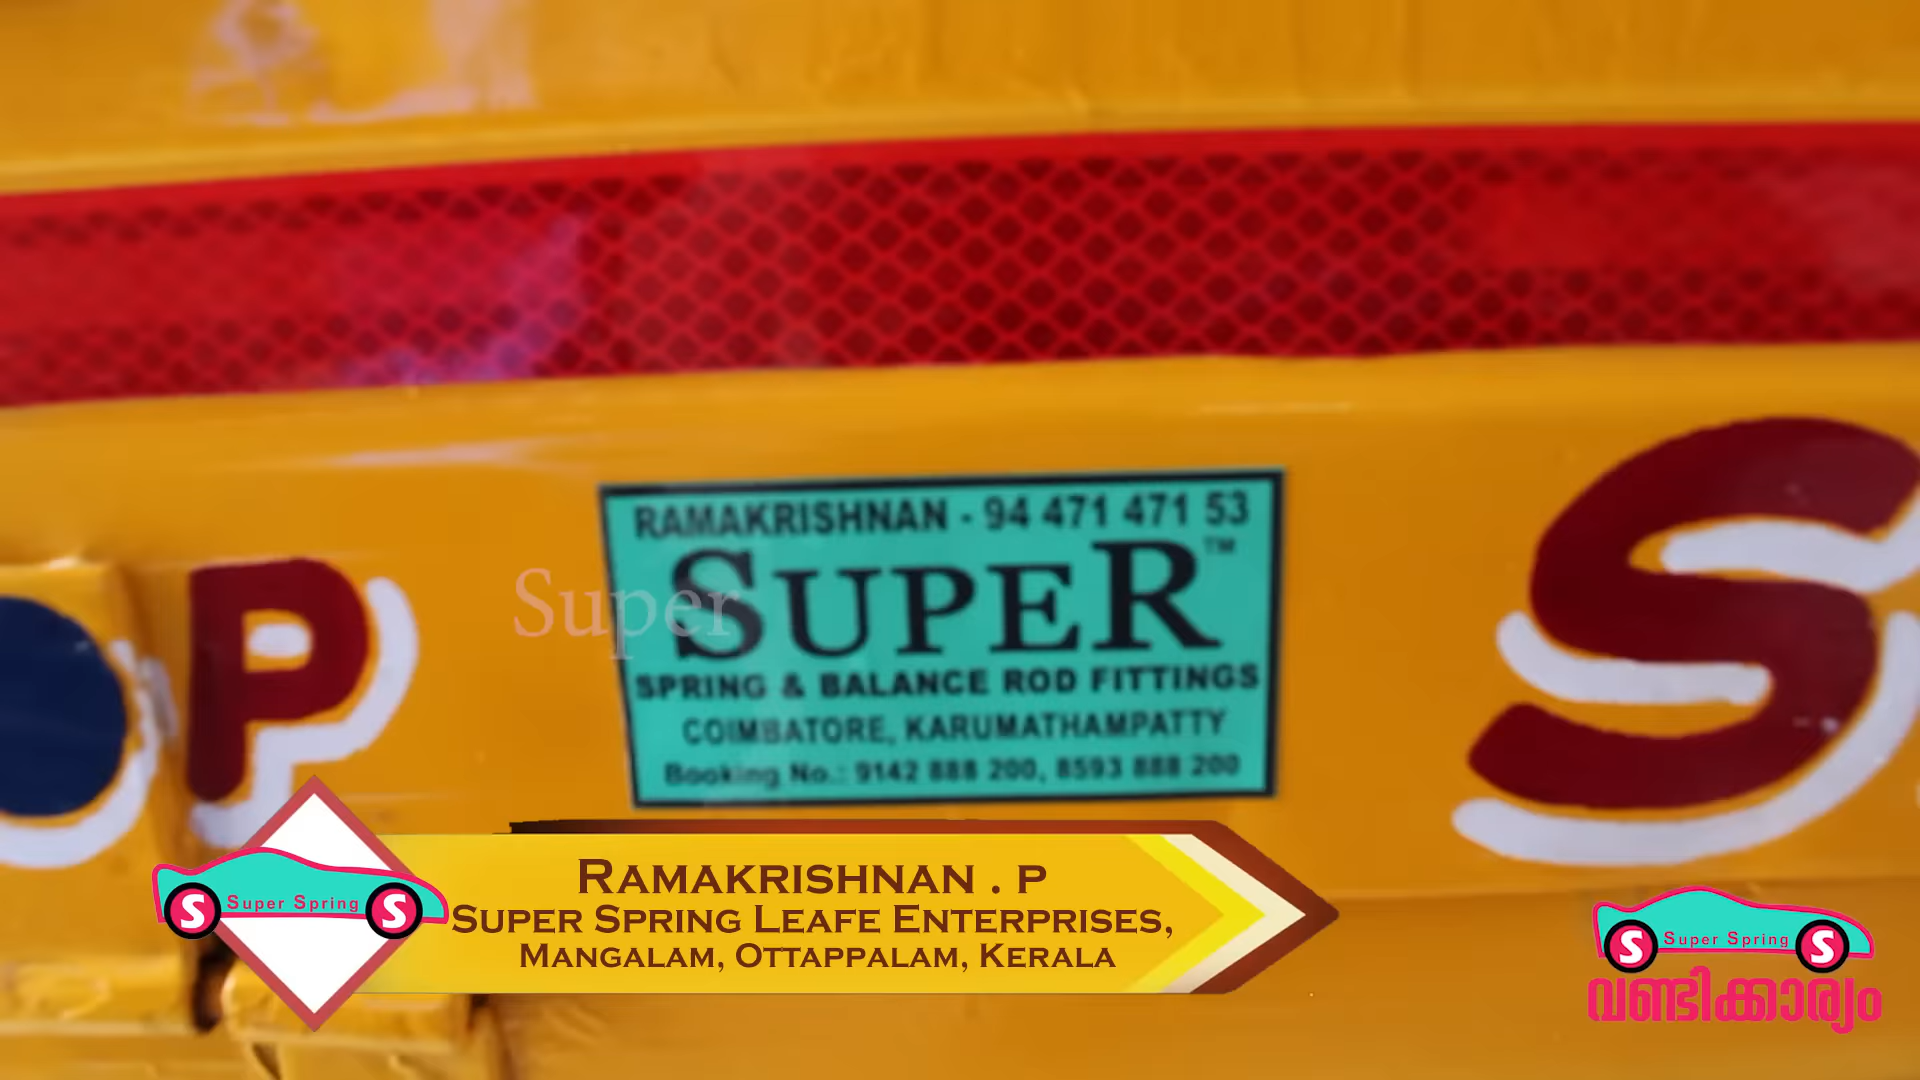 RAMAKRISHNAN - 94 471 471 53
SUPER™
SPRING & BALANCE ROD FITTINGS
COIMBATORE, KARUMATHAMPATTY
Booking No.: 9142 888 200, 8593 888 200
Super
P
S
RAMAKRISHNAN . P
SUPER SPRING LEAFE ENTERPRISES,
MANGALAM, OTTAPPALAM, KERALA
S Super Spring S
S Super Spring S
വണ്ടിക്കാര്യം